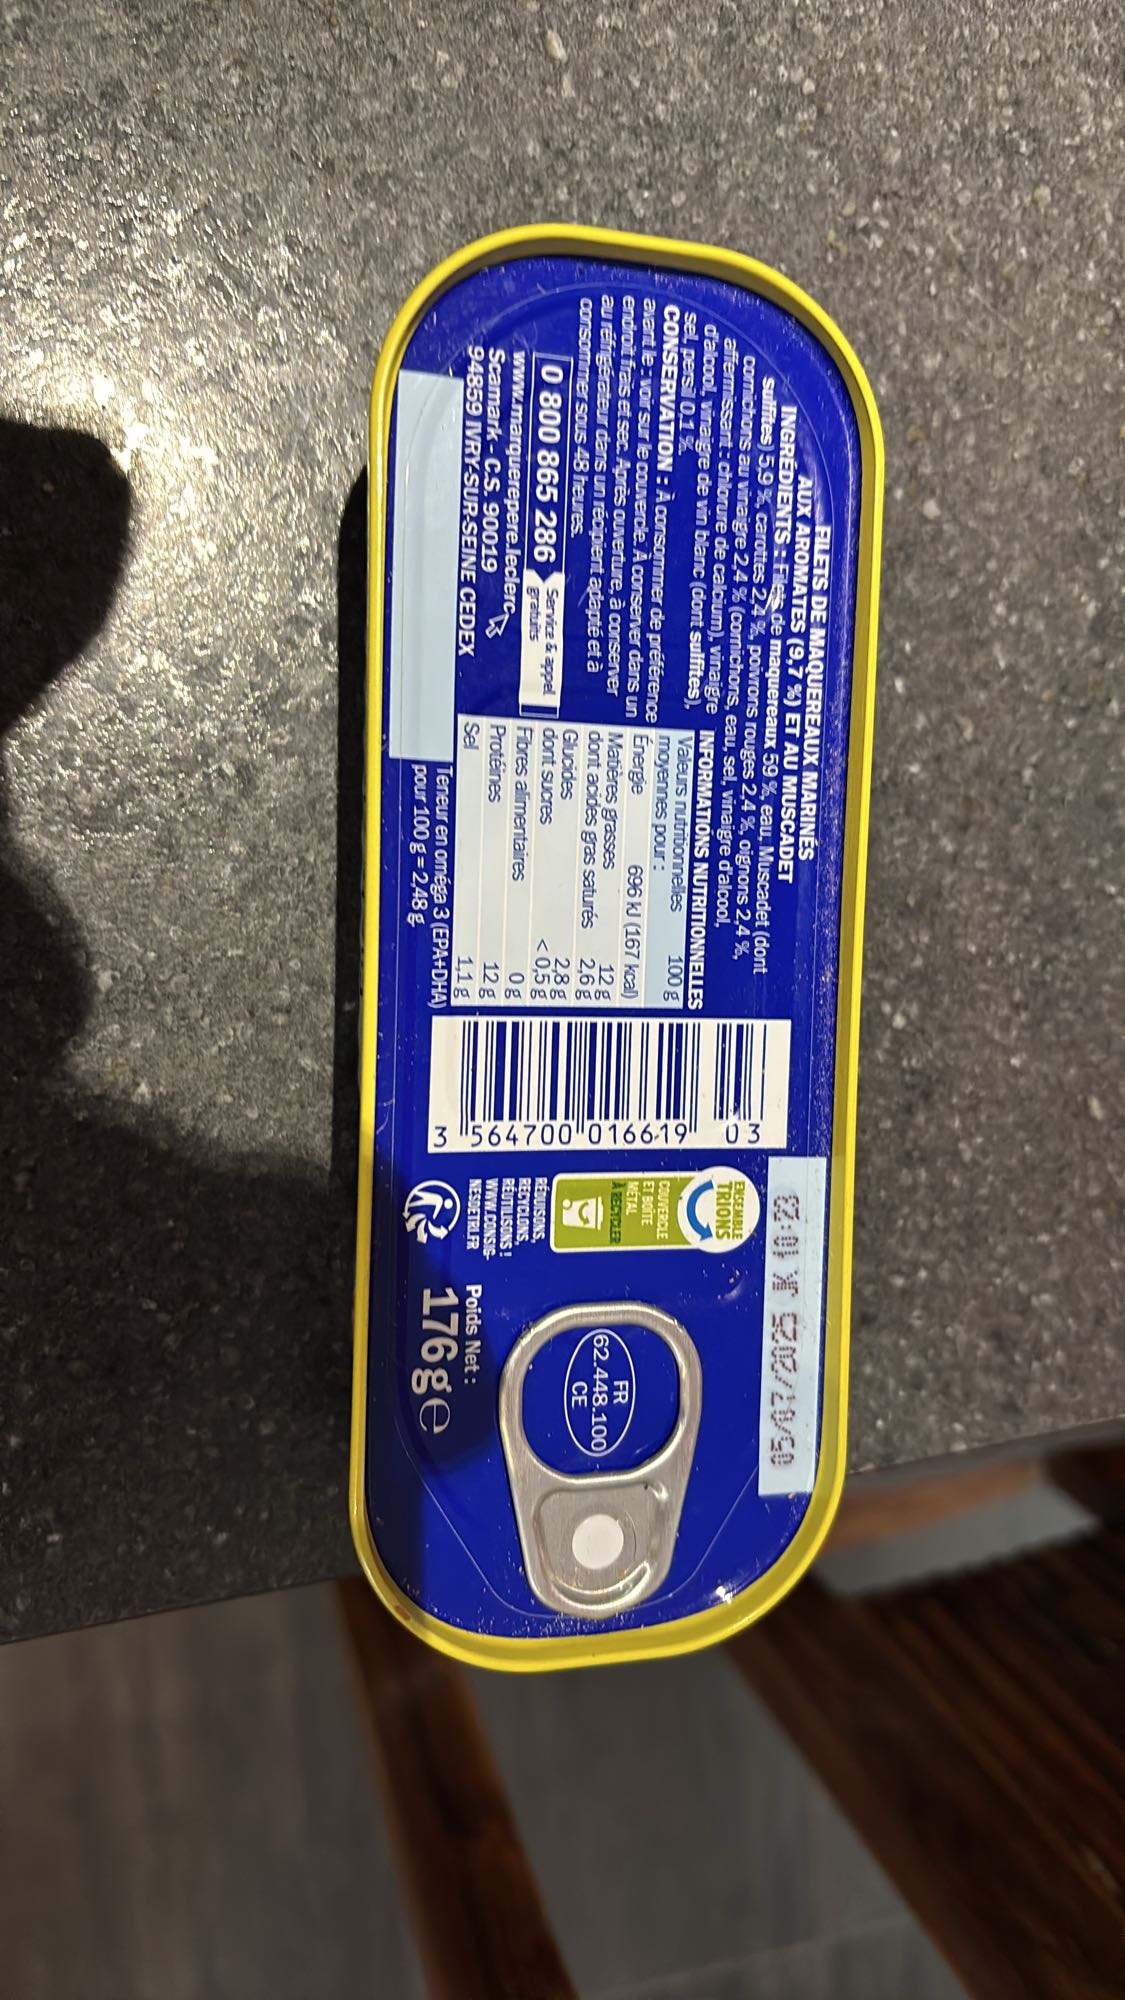 FILETS DE MAQUEREAUX MARINÉS
AUX AROMATES (9,7 %) ET AU MUSCADET
INGRÉDIENTS : Filets de maquereaux 59 %, eau, Muscadet (dont
sulfites) 5,9 %, carottes 2,4 %, poivrons rouges 2,4 %, oignons 2,4 %,
cornichons au vinaigre 2,4 % (cornichons, eau, sel, vinaigre d'alcool,
affermissant : chlorure de calcium), vinaigre
d'alcool, vinaigre de vin blanc (dont sulfites),
sel, persil 0,1 %.
CONSERVATION : À consommer de préférence
avant le : voir sur le couvercle. À conserver dans un
endroit frais et sec. Après ouverture, à conserver
au réfrigérateur dans un récipient adapté et à
consommer sous 48 heures.
0 800 865 286
Service & appel
gratuits
www.marquerepere.leclerc
Scamark - C.S. 90019
94859 IVRY-SUR-SEINE CEDEX
INFORMATIONS NUTRITIONNELLES
Valeurs nutritionnelles
moyennes pour : 100 g
Énergie 696 kJ (167 kcal)
Matières grasses 12 g
dont acides gras saturés 2,6 g
Glucides 2,8 g
dont sucres < 0,5 g
Fibres alimentaires 0 g
Protéines 12 g
Sel 1,1 g
Teneur en oméga 3 (EPA+DHA)
pour 100 g = 2,48 g.
3 564700 016619 03
ENSEMBLE
TRIONS
COUVERCLE
ET BOÎTE
MÉTAL
À RECYCLER
RÉDUISONS,
RECYCLONS,
RÉUTILISONS !
WWW.CONSIG-
NESDETRI.FR
Poids Net :
176g e
FR
62.448.100
CE